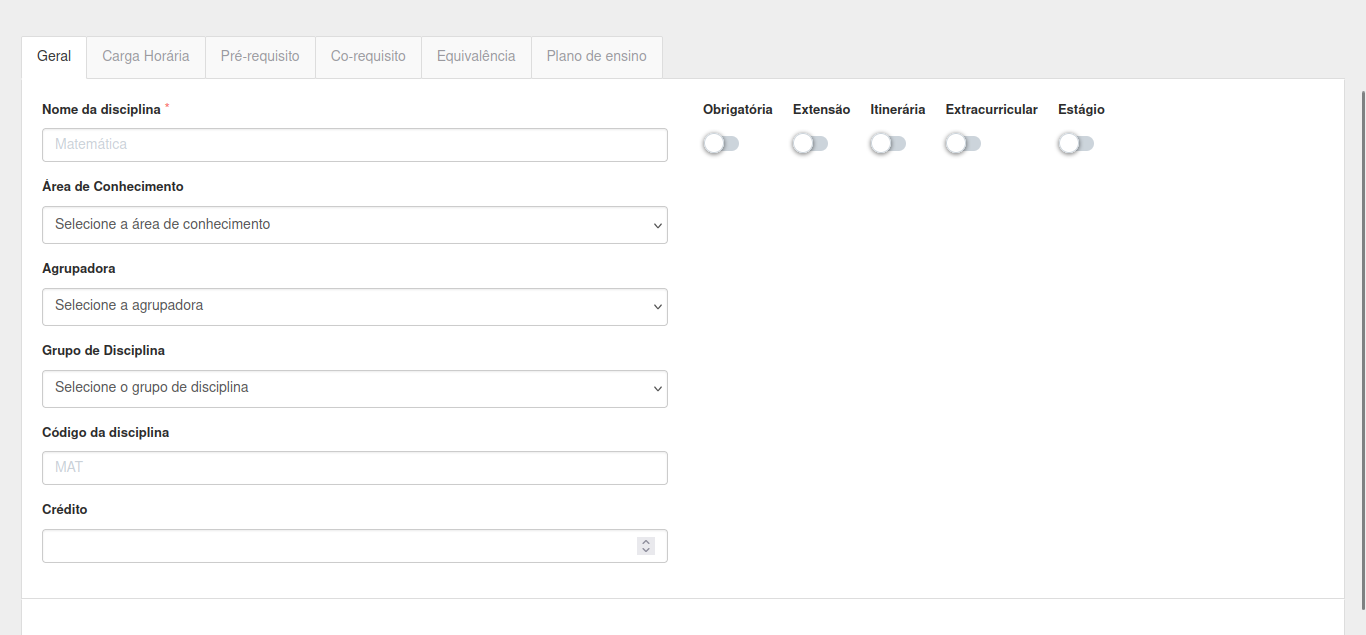 Geral Carga Horária Pré-requisito Co-requisito Equivalência Plano de ensino
Nome da disciplina *
Matemática
Área de Conhecimento
Selecione a área de conhecimento
Agrupadora
Selecione a agrupadora
Grupo de Disciplina
Selecione o grupo de disciplina
Código da disciplina
MAT
Crédito
Obrigatória Extensão Itinerária Extracurricular Estágio